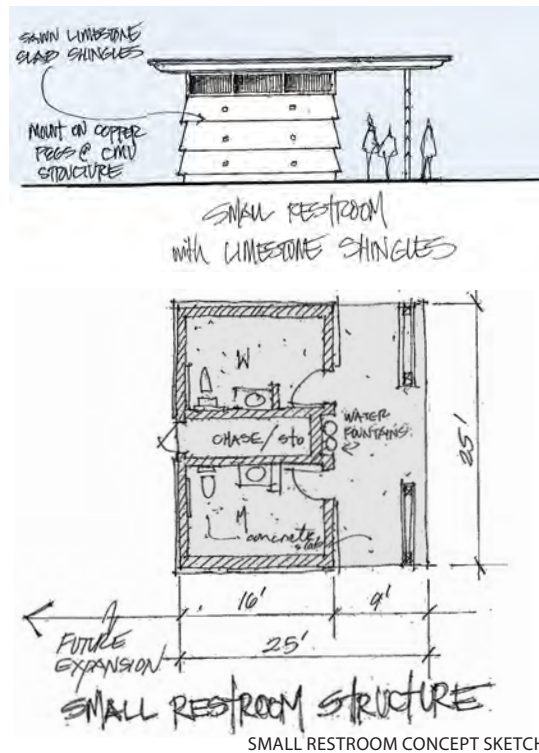 SAWN LIMESTONE
SLAB SHINGLES
MOUNT ON COPPER
PEGS @ CMU
STRUCTURE
SMALL RESTROOM
with LIMESTONE SHINGLES
W
CHASE/STO
WATER
FOUNTAINS
25'
M
concrete
slab
16'
9'
FUTURE
EXPANSION
25'
SMALL RESTROOM STRUCTURE
SMALL RESTROOM CONCEPT SKETCH